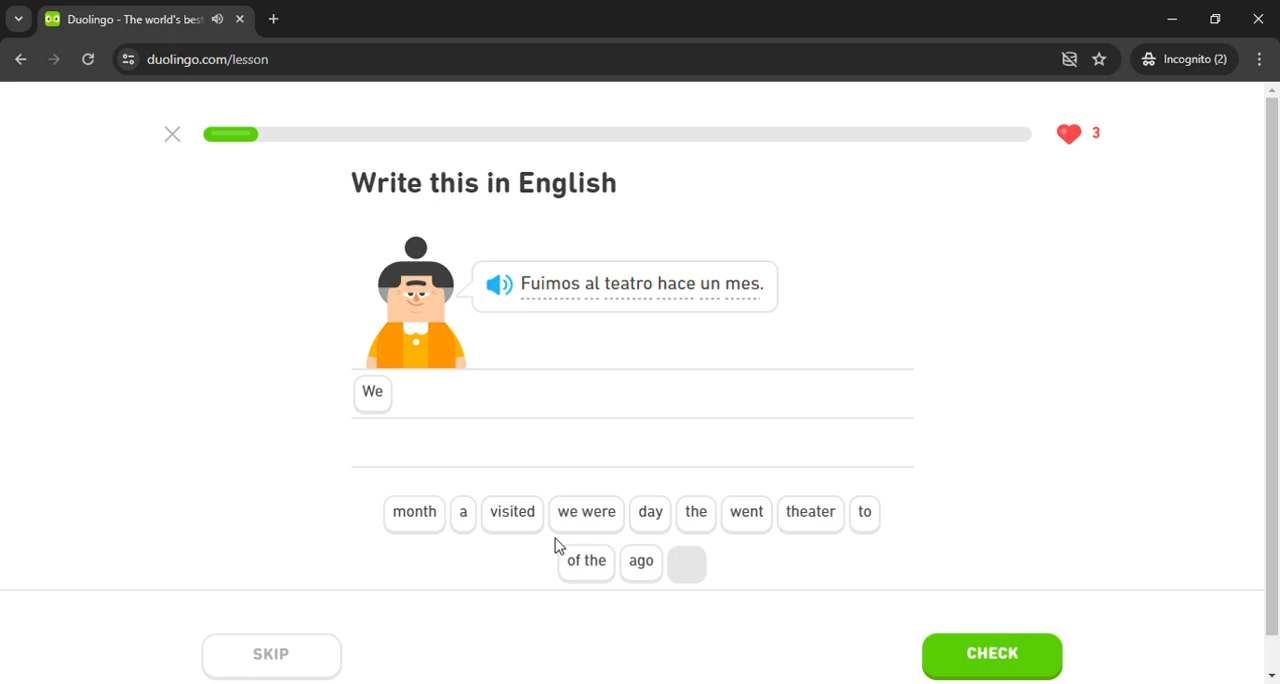 Duolingo - The world's bes
duolingo.com/lesson
Incognito (2)
3
Write this in English
Fuimos al teatro hace un mes.
We
month a visited we were day the went theater to
of the ago
SKIP
CHECK